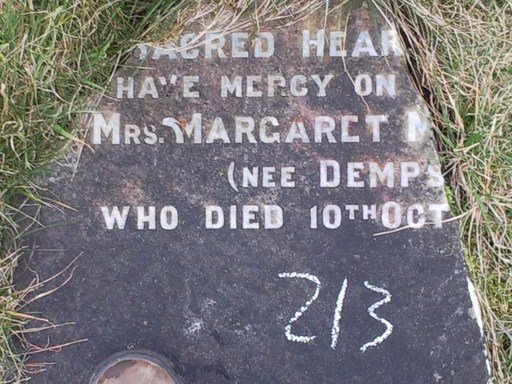 SACRED HEAR
HAVE MERCY ON
MRS. MARGARET M
(NEE DEMPS
WHO DIED 10TH OCT
213